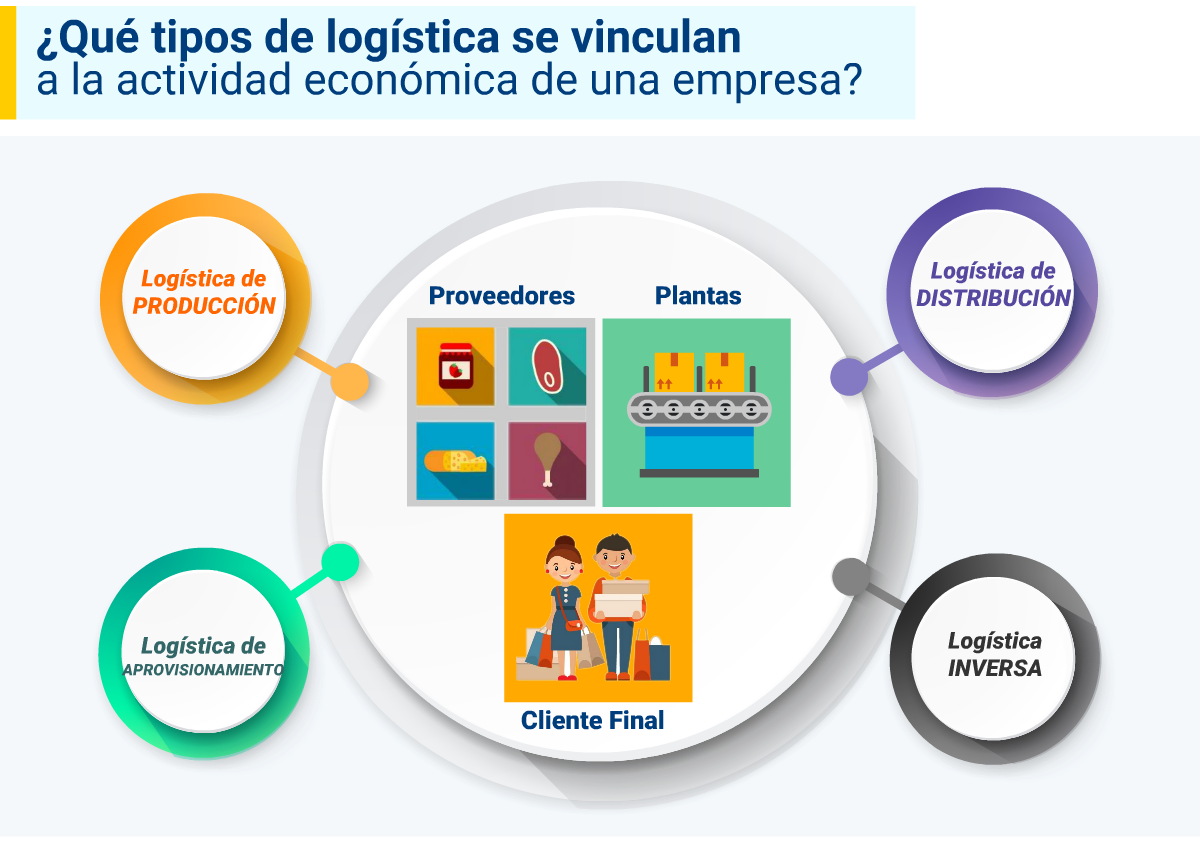 ¿Qué tipos de logística se vinculan
a la actividad económica de una empresa?
Logística de
PRODUCCIÓN
Proveedores
Plantas
Logística de
DISTRIBUCIÓN
Logística de
APROVISIONAMIENTO
Logística
INVERSA
Cliente Final